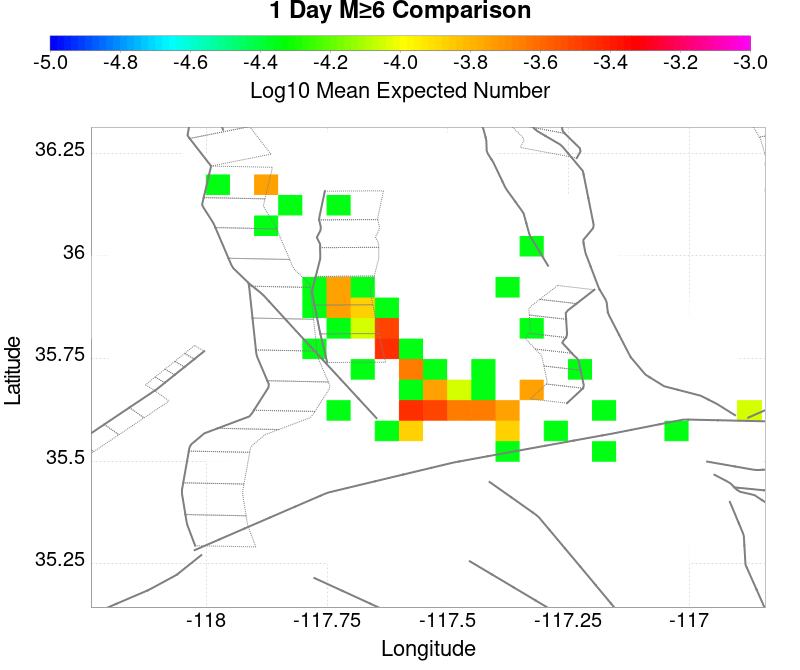 1 Day M≥6 Comparison
-5.0 -4.8 -4.6 -4.4 -4.2 -4.0 -3.8 -3.6 -3.4 -3.2 -3.0
Log10 Mean Expected Number
36.25
36
35.75
35.5
35.25
Latitude
-118 -117.75 -117.5 -117.25 -117
Longitude